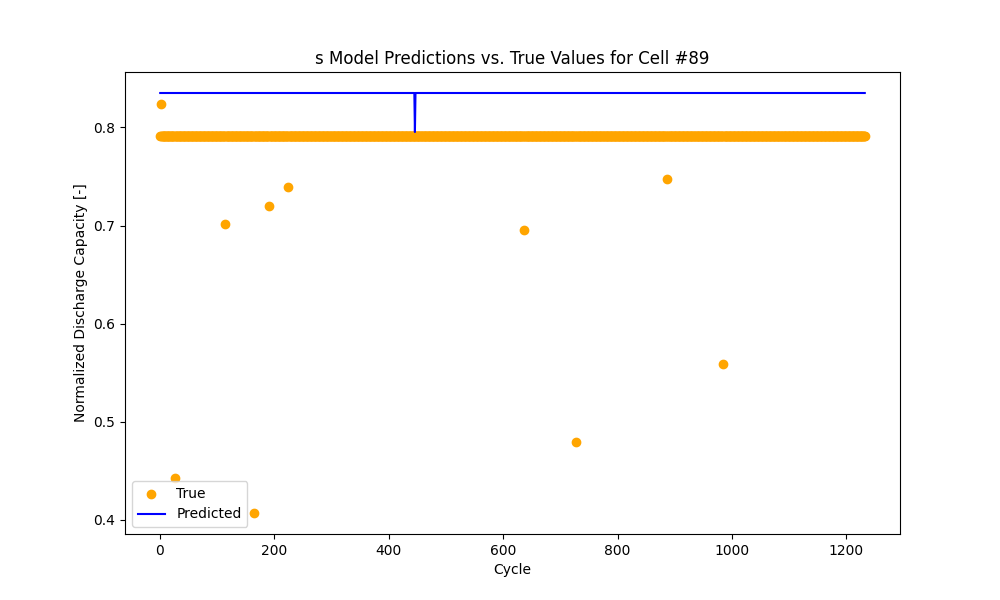 s Model Predictions vs. True Values for Cell #89
Normalized Discharge Capacity [-]
0.8
0.7
0.6
0.5
0.4
True
Predicted
0
200
400
600
800
1000
1200
Cycle